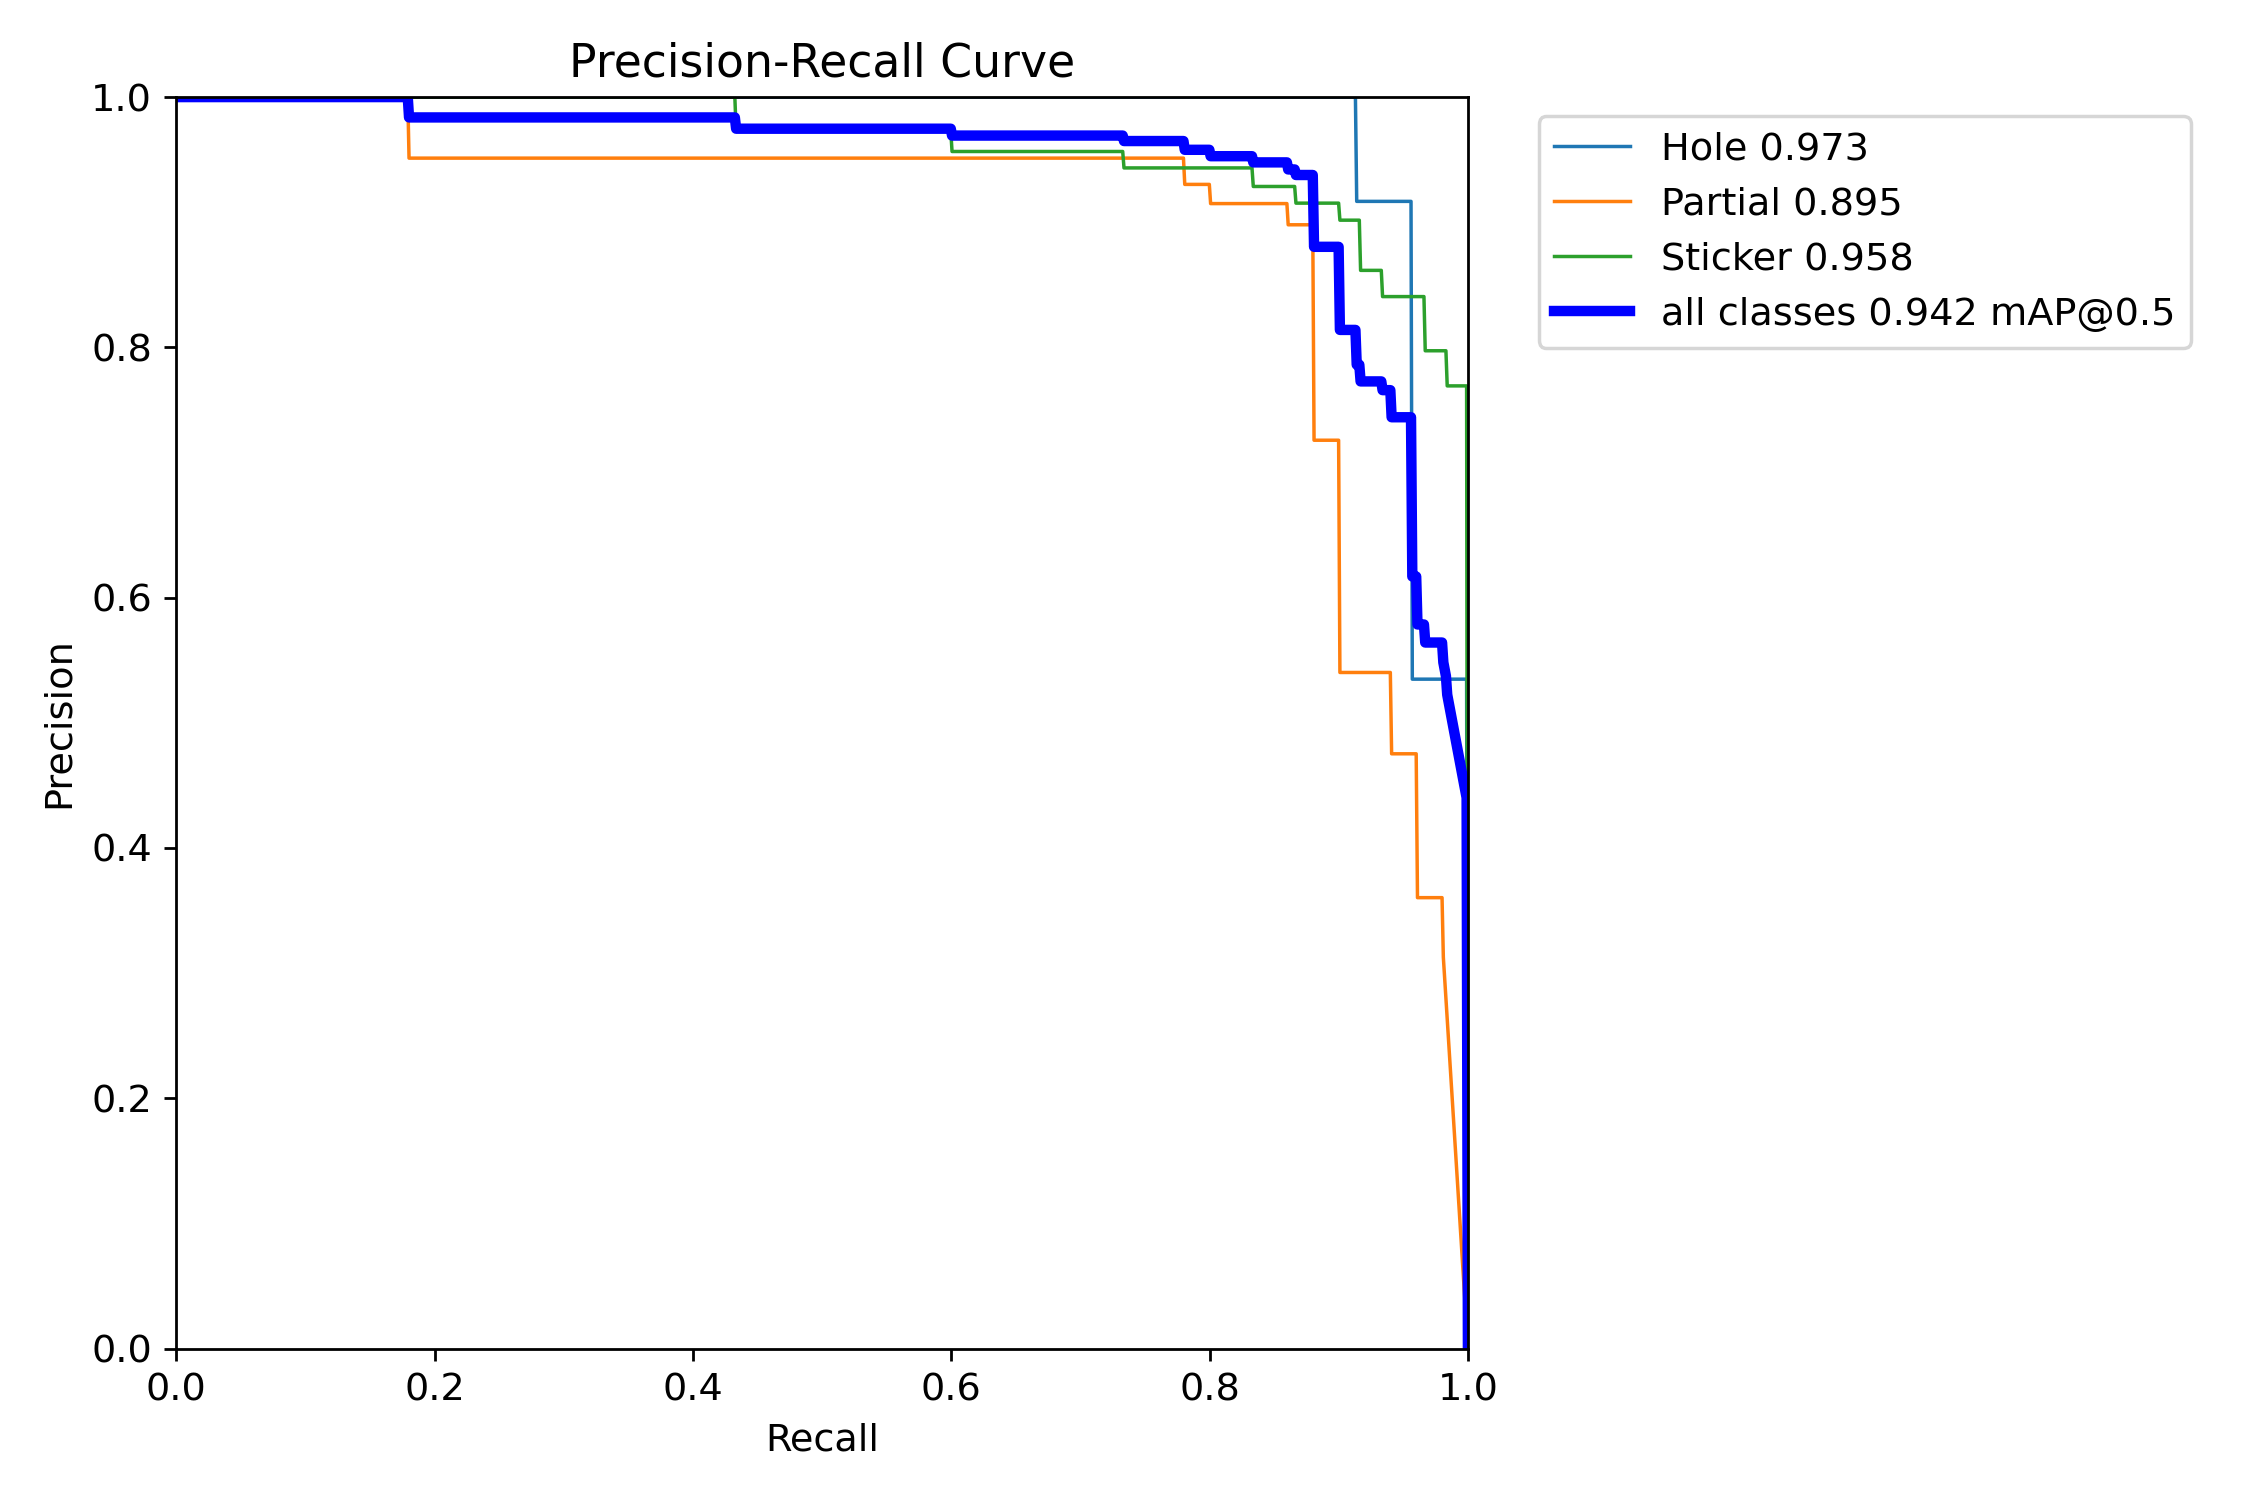 Precision-Recall Curve
1.0
0.8
0.6
0.4
0.2
0.0
Precision
0.0 0.2 0.4 0.6 0.8 1.0
Recall
Hole 0.973
Partial 0.895
Sticker 0.958
all classes 0.942 mAP@0.5